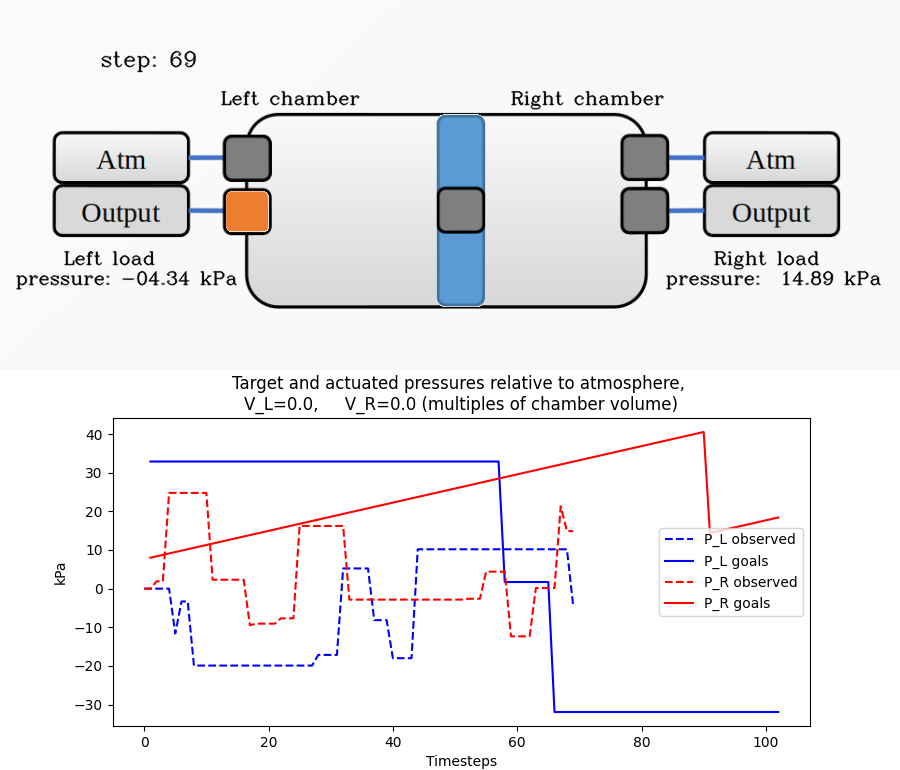 step: 69
Left chamber
Right chamber
Atm
Atm
Output
Output
Left load
pressure: -04.34 kPa
Right load
pressure: 14.89 kPa
Target and actuated pressures relative to atmosphere,
V_L=0.0, V_R=0.0 (multiples of chamber volume)
40
30
20
10
0
−10
−20
−30
kPa
P_L observed
P_L goals
P_R observed
P_R goals
0 20 40 60 80 100
Timesteps